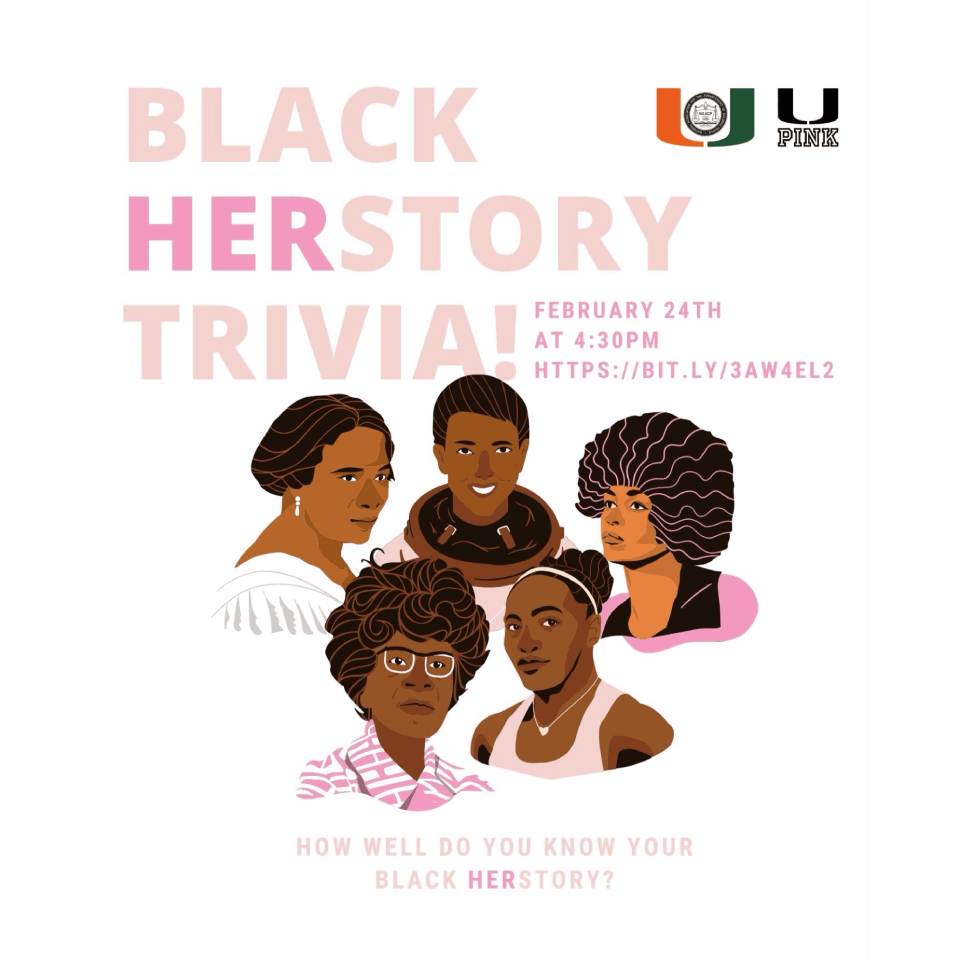 BLACK
HERSTORY
TRIVIA!
U
NAACP
U
PINK
FEBRUARY 24TH
AT 4:30PM
HTTPS://BIT.LY/3AW4EL2
HOW WELL DO YOU KNOW YOUR
BLACK HERSTORY?